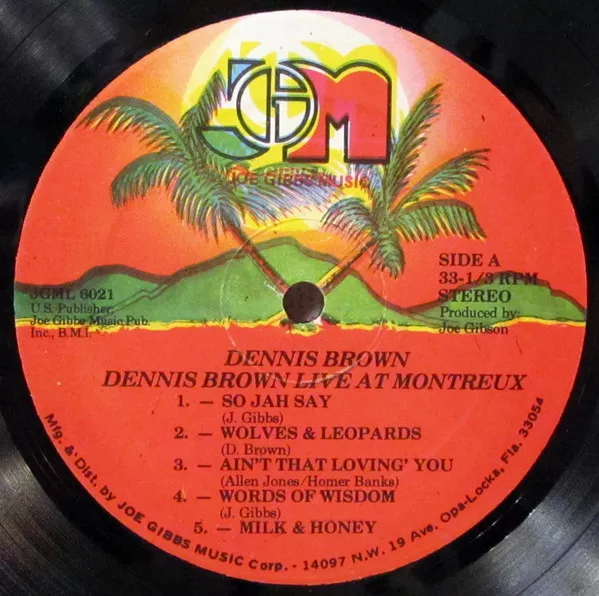 JGM
JOE GIBBS MUSIC
JGML 6021
U.S. Publisher:
Joe Gibbs Music Pub.
Inc., B.M.I.
SIDE A
33-1/3 RPM
STEREO
Produced by:
Joe Gibson
DENNIS BROWN
DENNIS BROWN LIVE AT MONTREUX
1. — SO JAH SAY
(J. Gibbs)
2. — WOLVES & LEOPARDS
(D. Brown)
3. — AIN'T THAT LOVING' YOU
(Allen Jones/Homer Banks)
4. — WORDS OF WISDOM
(J. Gibbs)
5. — MILK & HONEY
Mfg. & Dist. by JOE GIBBS MUSIC Corp. - 14097 N.W. 19 Ave. Opa-Locka, Fla. 33054